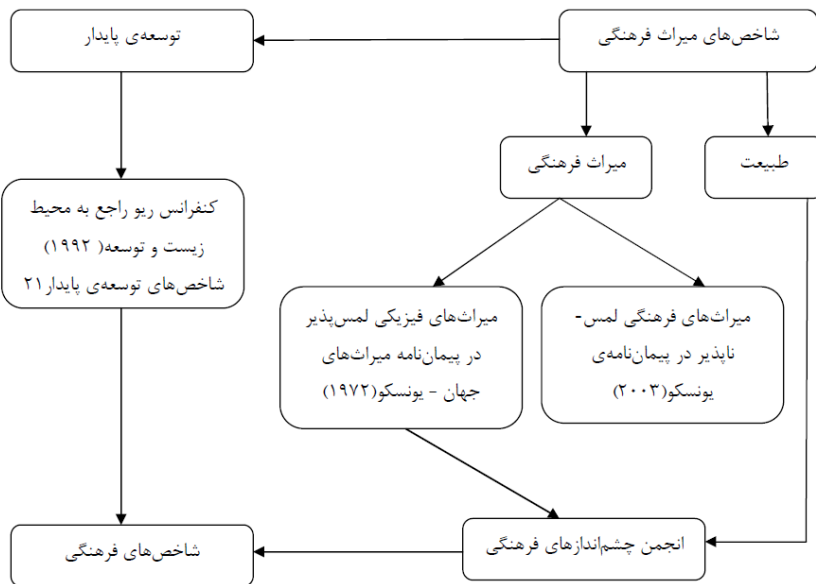 شاخص‌های میراث فرهنگی
توسعه‌ی پایدار
طبیعت
میراث فرهنگی
کنفرانس ریو راجع به محیط
زیست و توسعه( ۱۹۹۲)
شاخص‌های توسعه‌ی پایدار۲۱
میراث‌های فرهنگی لمس-
ناپذیر در پیمان‌نامه‌ی
یونسکو(۲۰۰۳)
میراث‌های فیزیکی لمس‌پذیر
در پیمان‌نامه میراث‌های
جهان - یونسکو(۱۹۷۲)
انجمن چشم‌اندازهای فرهنگی
شاخص‌های فرهنگی